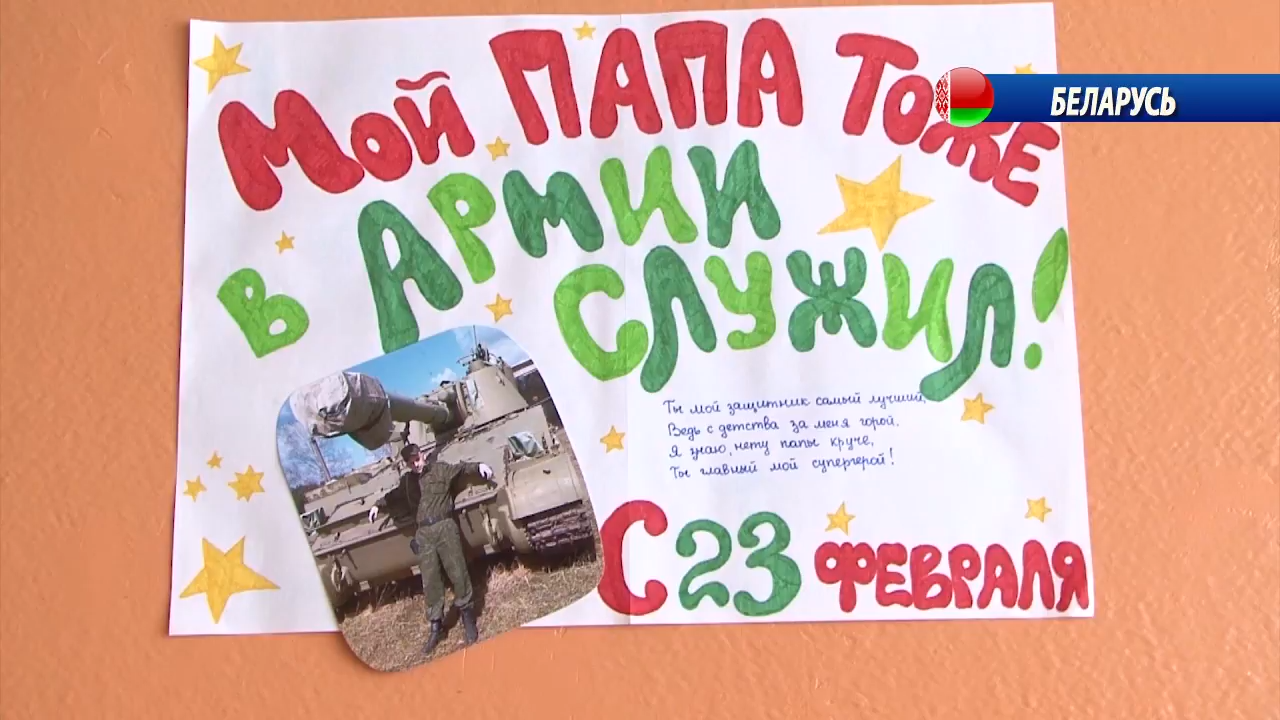 Мой ПАПА ТОЖЕ
БЕЛАРУСЬ
в АРМИИ
СЛУЖИЛ!
Ты мой защитник самый лучший,
Ведь с детства за меня горой.
Я знаю, нету папы круче,
Ты главный мой супергерой!
С 23 ФЕВРАЛЯ